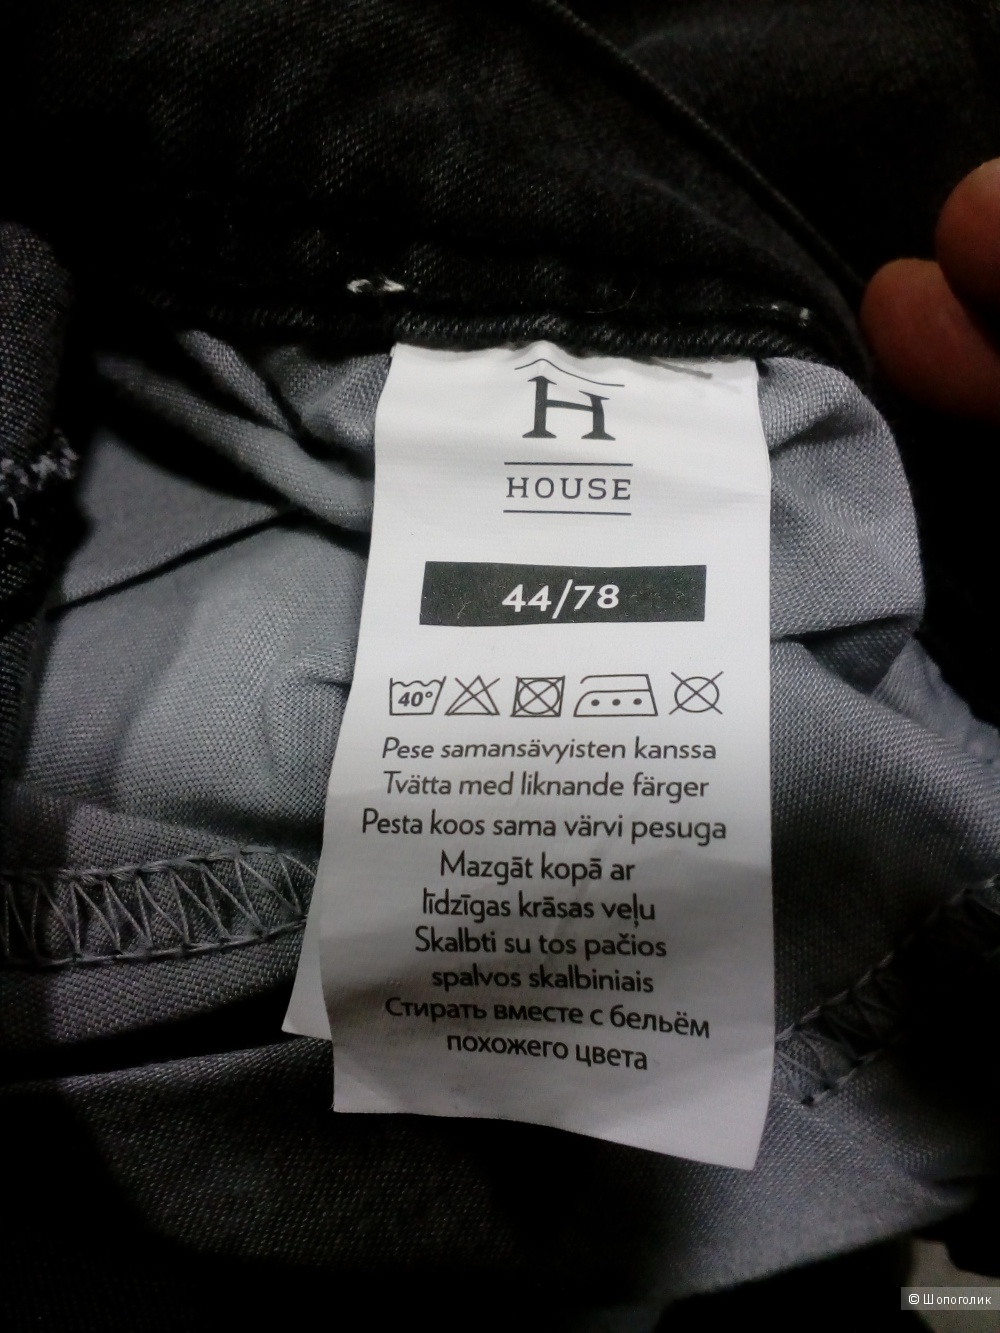 H
HOUSE
44/78
40°
Pese samansävyisten kanssa
Tvätta med liknande färger
Pesta koos sama värvi pesuga
Mazgāt kopā ar
līdzīgas krāsas veļu
Skalbti su tos pačios
spalvos skalbiniais
Стирать вместе с бельём
похожего цвета
© Шопоголик